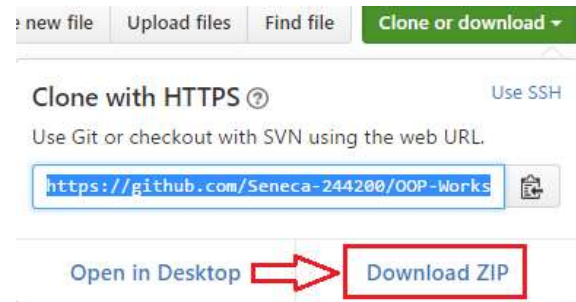 new file Upload files Find file Clone or download
Clone with HTTPS Use SSH
Use Git or checkout with SVN using the web URL.
https://github.com/Seneca-244200/OOP-Works
Open in Desktop Download ZIP